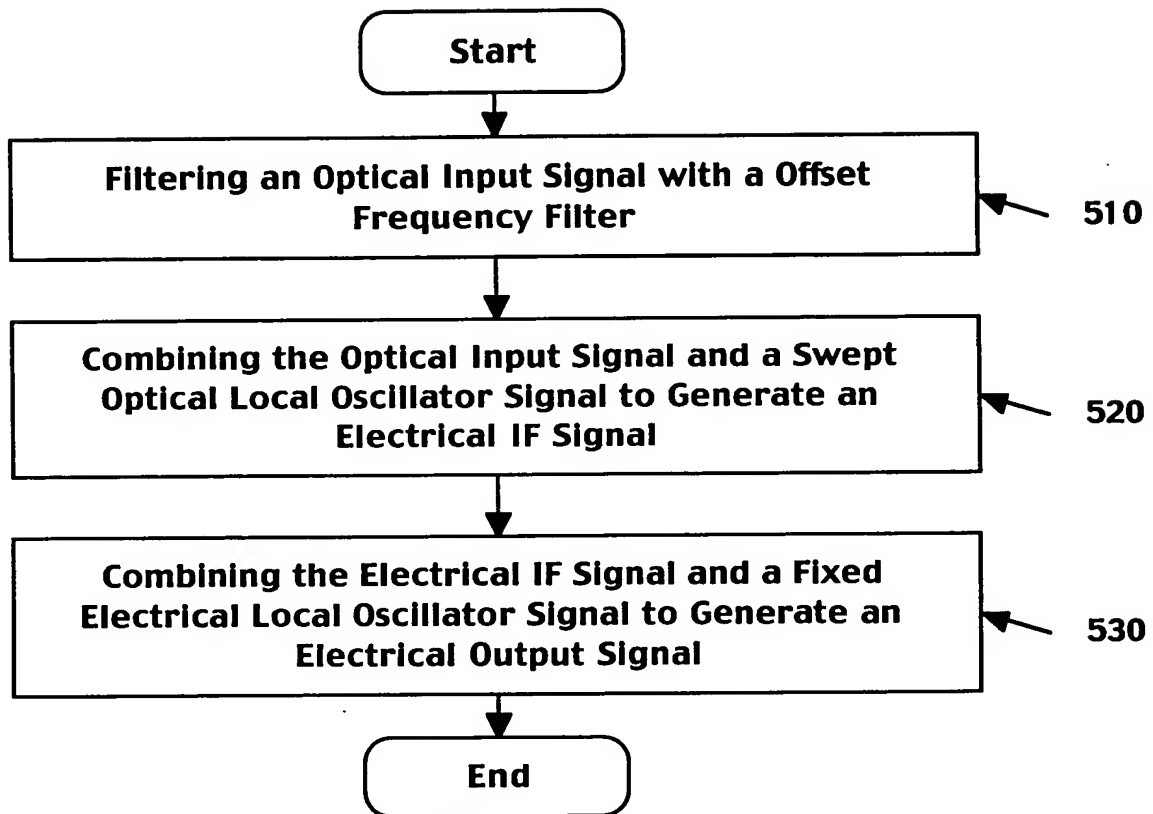 Start
Filtering an Optical Input Signal with a Offset
Frequency Filter
510
Combining the Optical Input Signal and a Swept
Optical Local Oscillator Signal to Generate an
Electrical IF Signal
520
Combining the Electrical IF Signal and a Fixed
Electrical Local Oscillator Signal to Generate an
Electrical Output Signal
530
End